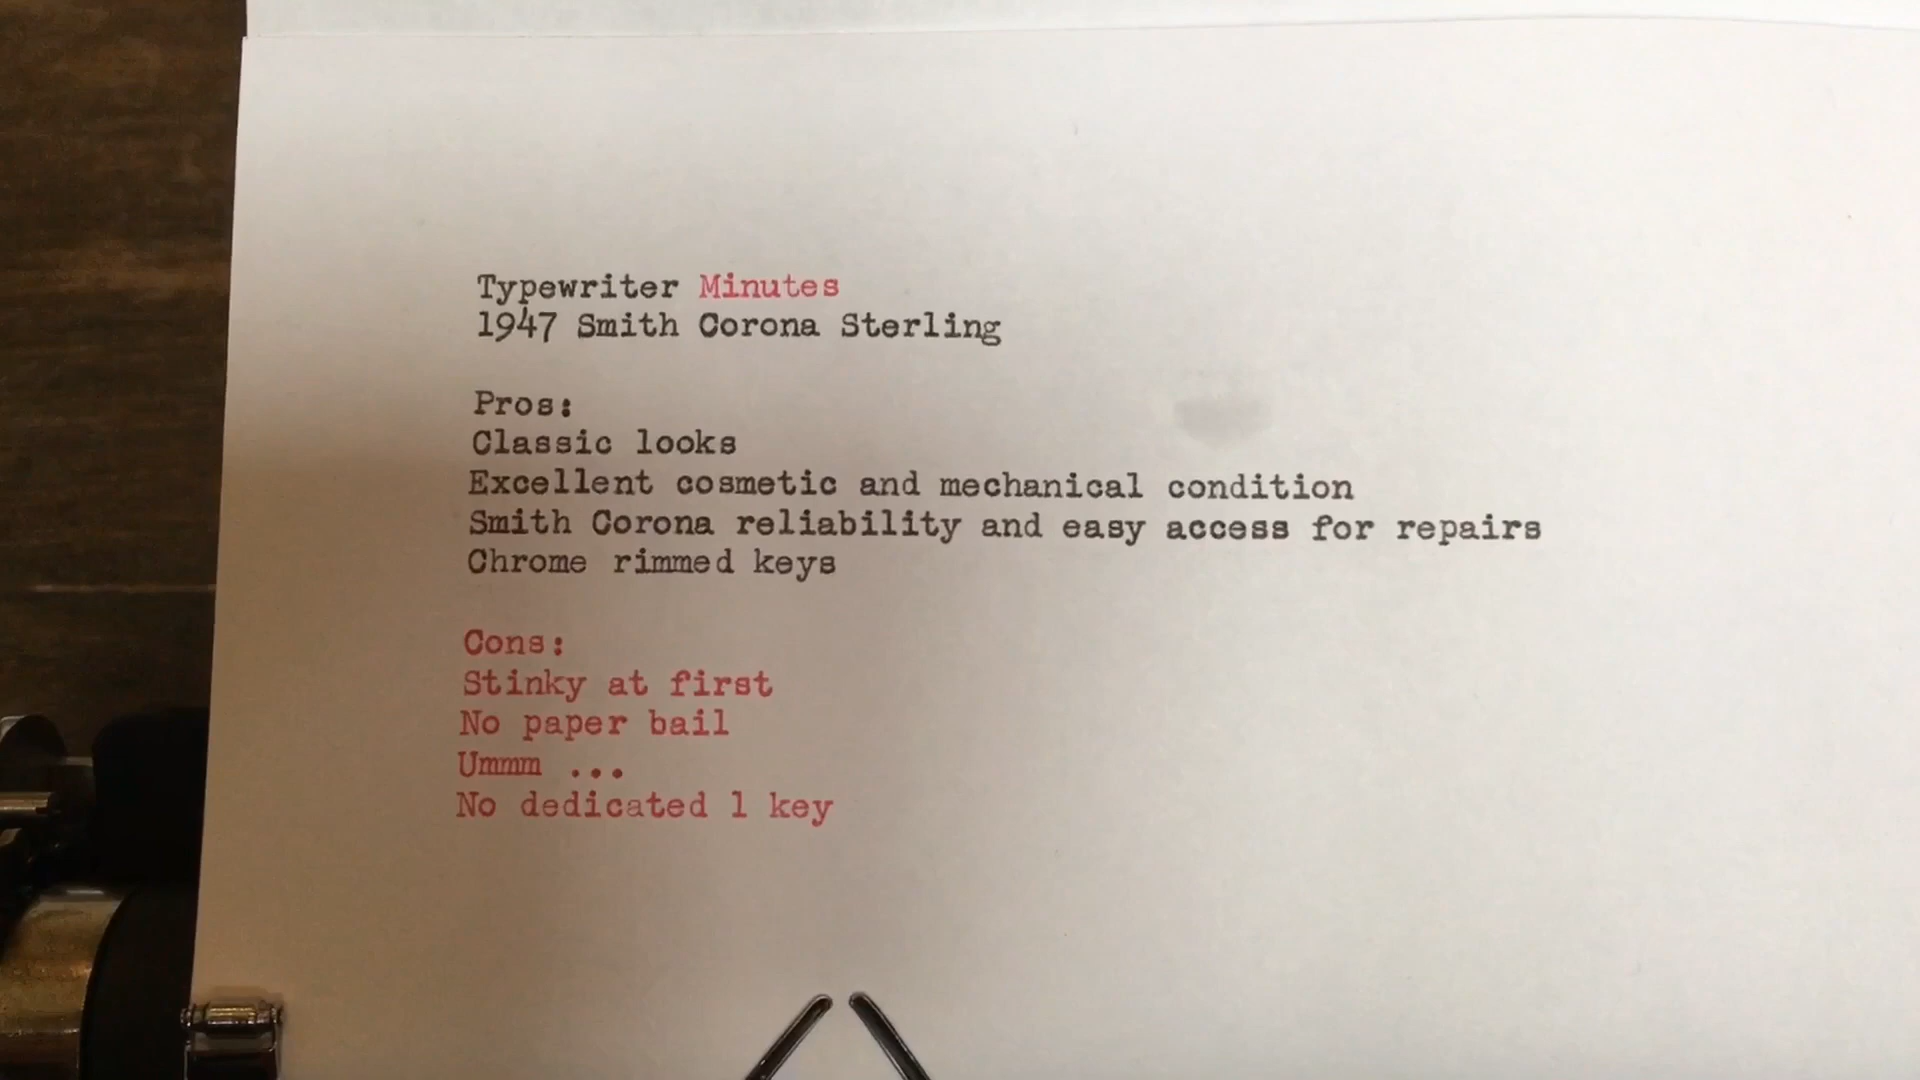 Typewriter Minutes
1947 Smith Corona Sterling
Pros:
Classic looks
Excellent cosmetic and mechanical condition
Smith Corona reliability and easy access for repairs
Chrome rimmed keys
Cons:
Stinky at first
No paper bail
Ummm ...
No dedicated 1 key